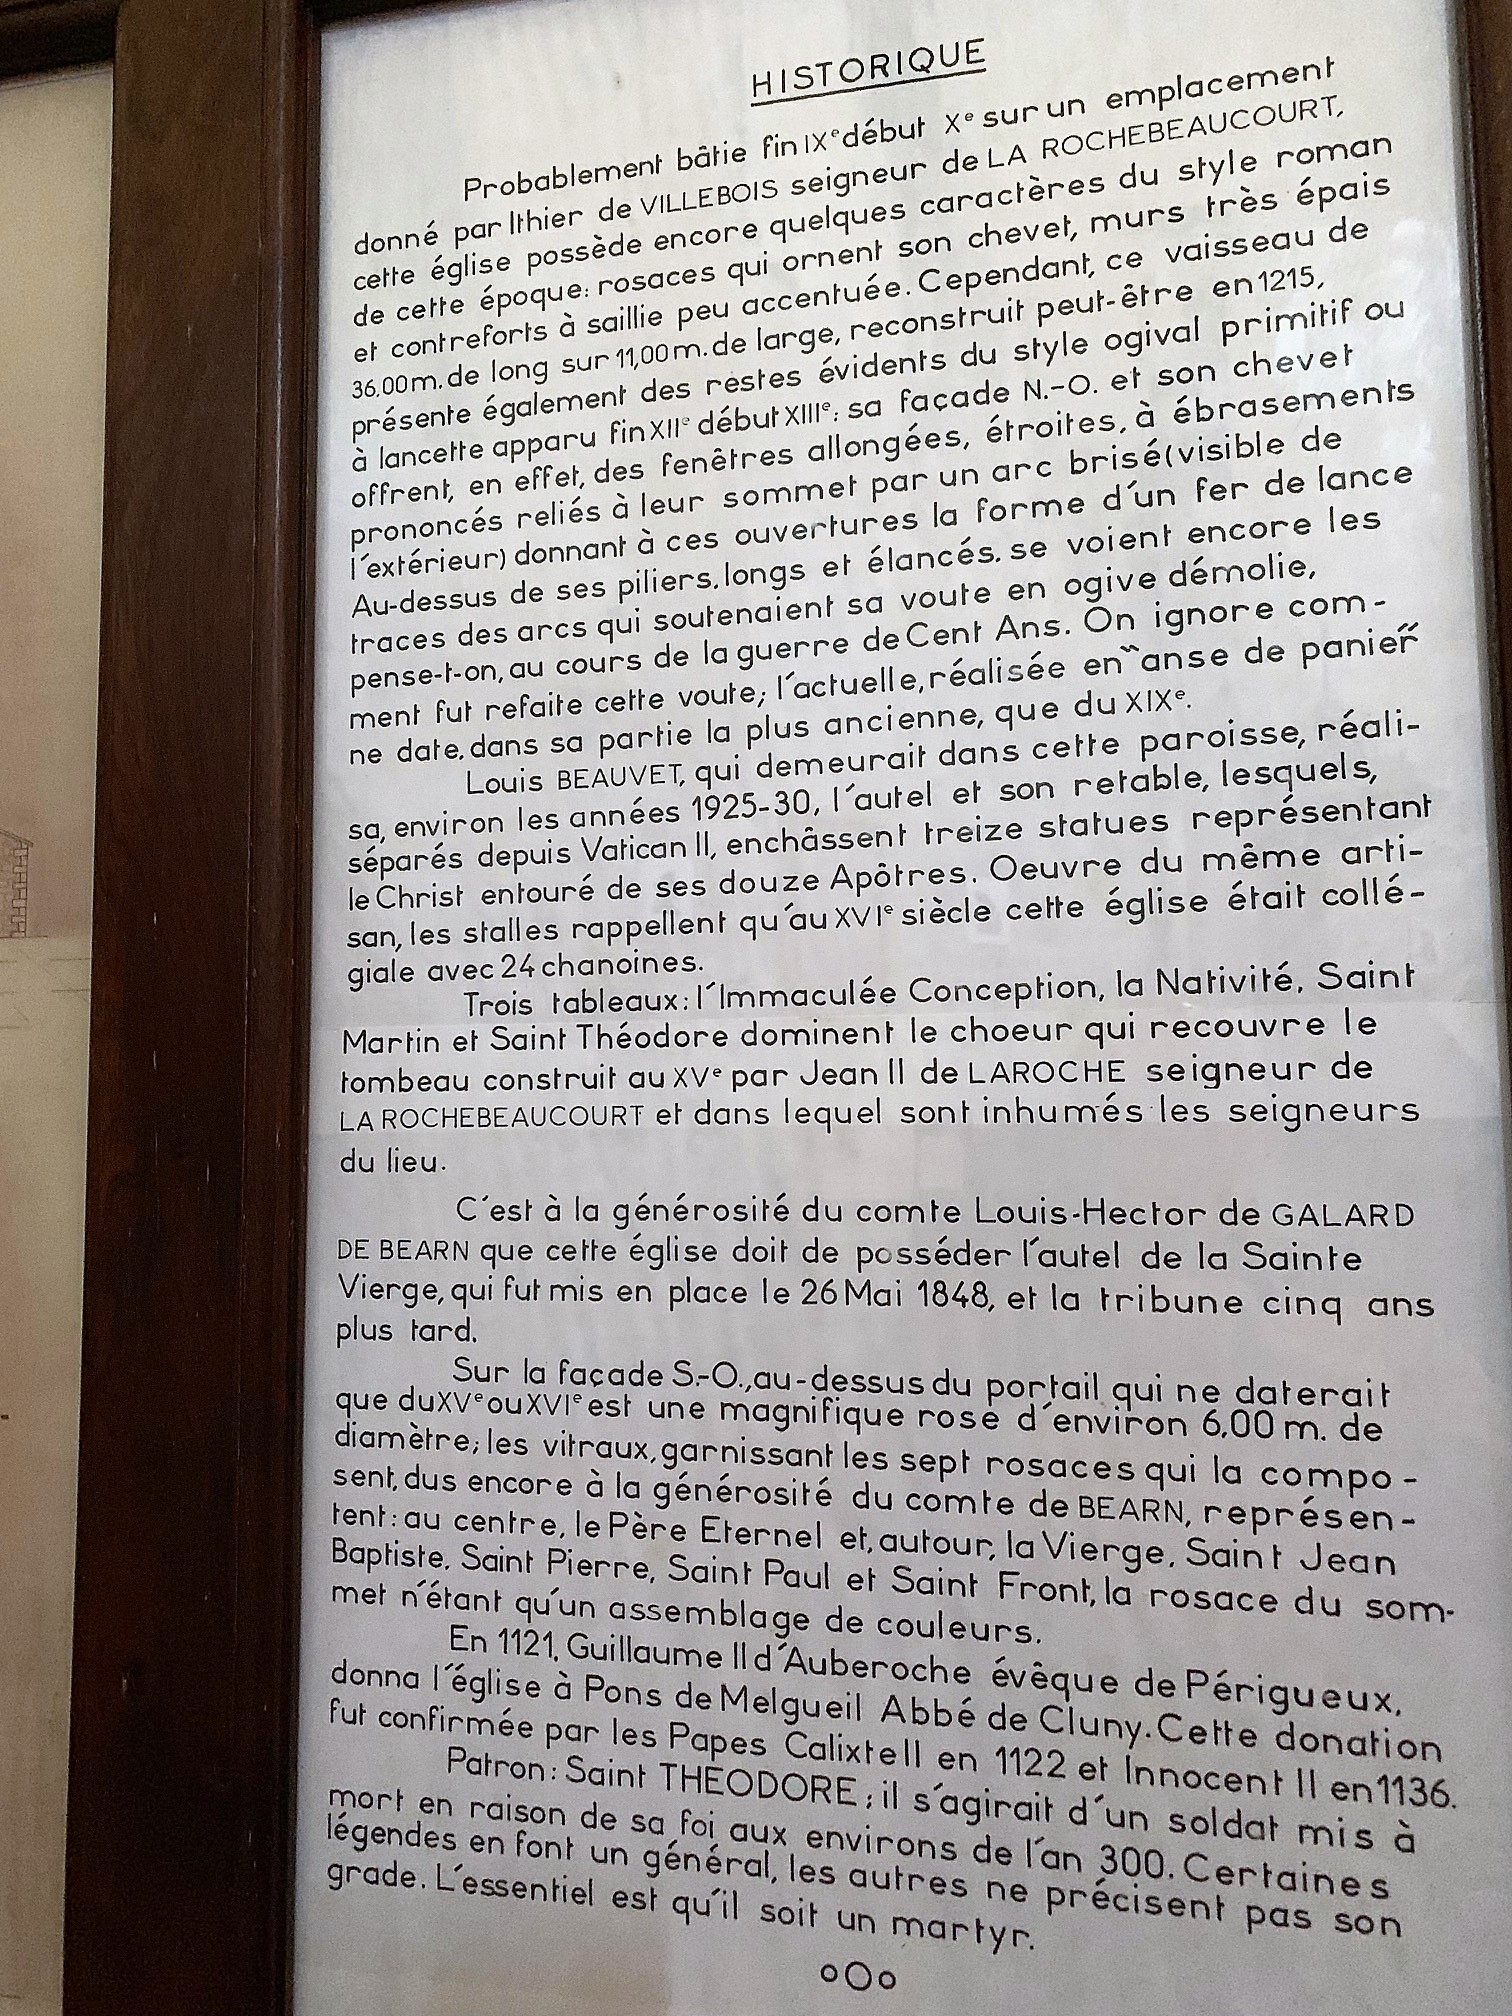 HISTORIQUE
Probablement bâtie fin IXe début Xe sur un emplacement
donné par Ithier de VILLEBOIS seigneur de LA ROCHEBEAUCOURT,
cette église possède encore quelques caractères du style roman
de cette époque: rosaces qui ornent son chevet, murs très épais
et contreforts à saillie peu accentuée. Cependant, ce vaisseau de
36,00m. de long sur 11,00m. de large, reconstruit peut-être en 1215,
présente également des restes évidents du style ogival primitif ou
à lancette apparu fin XIIe début XIIIe: sa façade N.-O. et son chevet
offrent, en effet, des fenêtres allongées, étroites, à ébrasements
prononcés reliés à leur sommet par un arc brisé (visible de
l'extérieur) donnant à ces ouvertures la forme d'un fer de lance
Au-dessus de ses piliers, longs et élancés, se voient encore les
traces des arcs qui soutenaient sa voute en ogive démolie,
pense-t-on, au cours de la guerre de Cent Ans. On ignore com-
ment fut refaite cette voute; l'actuelle, réalisée en "anse de panier"
ne date, dans sa partie la plus ancienne, que du XIXe.
Louis BEAUVET, qui demeurait dans cette paroisse, réali-
sa, environ les années 1925-30, l'autel et son retable, lesquels,
séparés depuis Vatican II, enchâssent treize statues représentant
le Christ entouré de ses douze Apôtres. Oeuvre du même arti-
san, les stalles rappellent qu'au XVIe siècle cette église était collé-
giale avec 24 chanoines.
Trois tableaux: l'Immaculée Conception, la Nativité, Saint
Martin et Saint Théodore dominent le choeur qui recouvre le
tombeau construit au XVe par Jean II de LAROCHE seigneur de
LA ROCHEBEAUCOURT et dans lequel sont inhumés les seigneurs
du lieu.
C'est à la générosité du comte Louis-Hector de GALARD
DE BEARN que cette église doit de posséder l'autel de la Sainte
Vierge, qui fut mis en place le 26 Mai 1848, et la tribune cinq ans
plus tard.
Sur la façade S.-O., au-dessus du portail qui ne daterait
que du XVe ou XVIe est une magnifique rose d'environ 6,00 m. de
diamètre; les vitraux, garnissant les sept rosaces qui la compo-
sent, dus encore à la générosité du comte de BEARN, représen-
tent: au centre, le Père Eternel et, autour, la Vierge, Saint Jean
Baptiste, Saint Pierre, Saint Paul et Saint Front, la rosace du som-
met n'étant qu'un assemblage de couleurs.
En 1121, Guillaume II d'Auberoche évêque de Périgueux,
donna l'église à Pons de Melgueil Abbé de Cluny. Cette donation
fut confirmée par les Papes Calixte II en 1122 et Innocent II en 1136.
Patron: Saint THEODORE; il s'agirait d'un soldat mis à
mort en raison de sa foi aux environs de l'an 300. Certaines
légendes en font un général, les autres ne précisent pas son
grade. L'essentiel est qu'il soit un martyr.